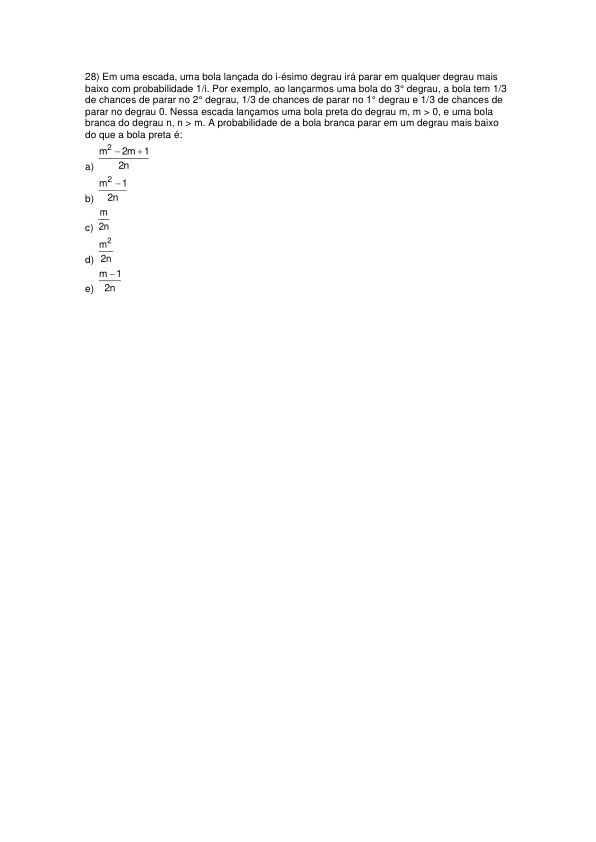 28) Em uma escada, uma bola lançada do i-ésimo degrau irá parar em qualquer degrau mais
baixo com probabilidade 1/i. Por exemplo, ao lançarmos uma bola do 3° degrau, a bola tem 1/3
de chances de parar no 2° degrau, 1/3 de chances de parar no 1° degrau e 1/3 de chances de
parar no degrau 0. Nessa escada lançamos uma bola preta do degrau m, m > 0, e uma bola
branca do degrau n, n > m. A probabilidade de a bola branca parar em um degrau mais baixo
do que a bola preta é:
a) (m² − 2m + 1)/2n
b) (m² − 1)/2n
c) m/2n
d) m²/2n
e) (m − 1)/2n